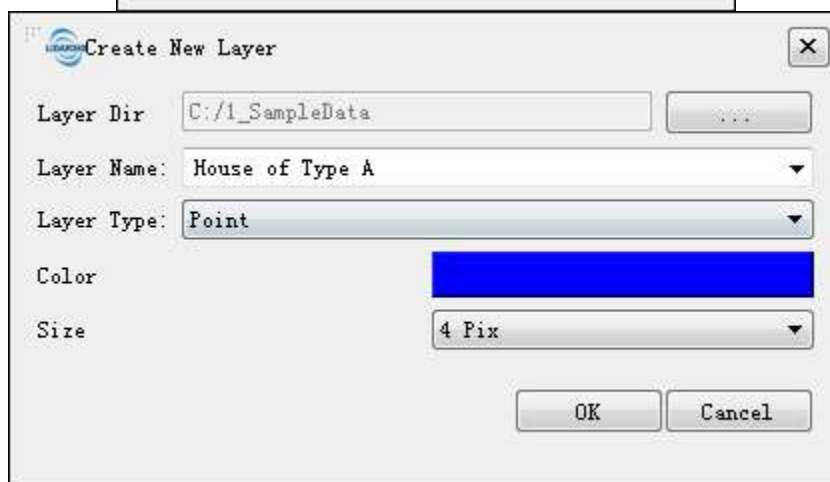 Create New Layer
Layer Dir C:/1_SampleData ...
Layer Name: House of Type A
Layer Type: Point
Color
Size 4 Pix
OK Cancel